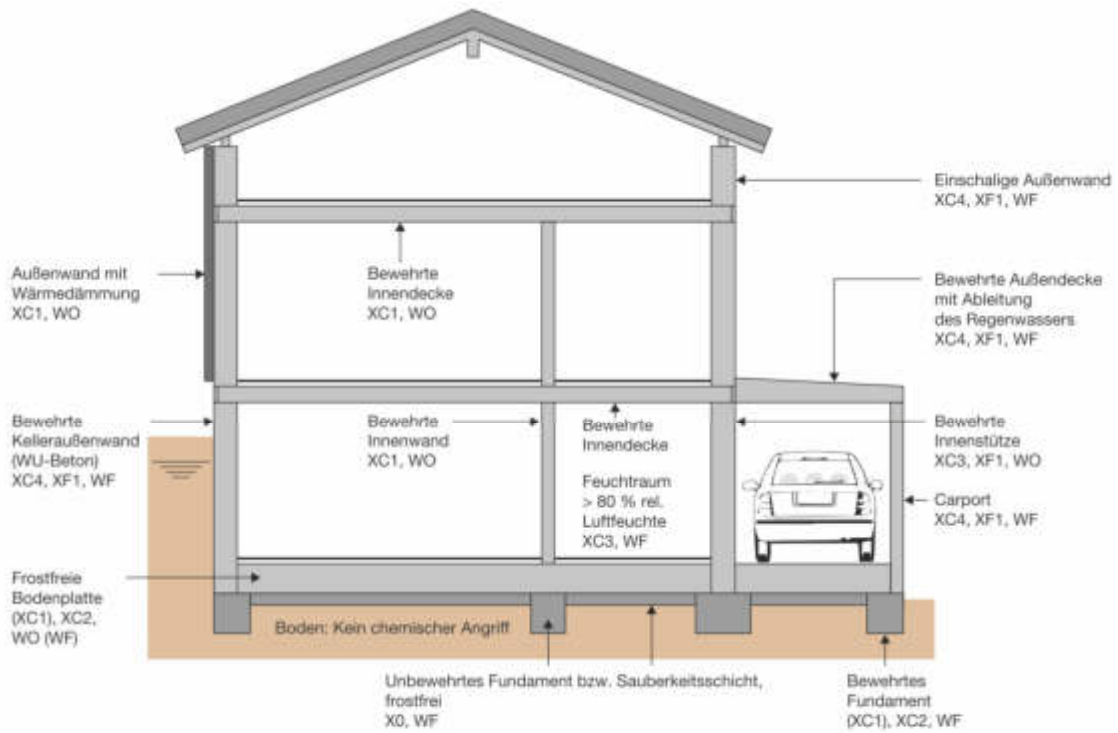 Einschalige Außenwand
XC4, XF1, WF
Außenwand mit
Wärmedämmung
XC1, WO
Bewehrte
Innendecke
XC1, WO
Bewehrte Außendecke
mit Ableitung
des Regenwassers
XC4, XF1, WF
Bewehrte
Kelleraußenwand
(WU-Beton)
XC4, XF1, WF
Bewehrte
Innenwand
XC1, WO
Bewehrte
Innendecke
Feuchtraum
> 80 % rel.
Luftfeuchte
XC3, WF
Bewehrte
Innenstütze
XC3, XF1, WO
Carport
XC4, XF1, WF
Frostfreie
Bodenplatte
(XC1), XC2,
WO (WF)
Boden: Kein chemischer Angriff
Unbewehrtes Fundament bzw. Sauberkeitsschicht,
frostfrei
X0, WF
Bewehrtes
Fundament
(XC1), XC2, WF